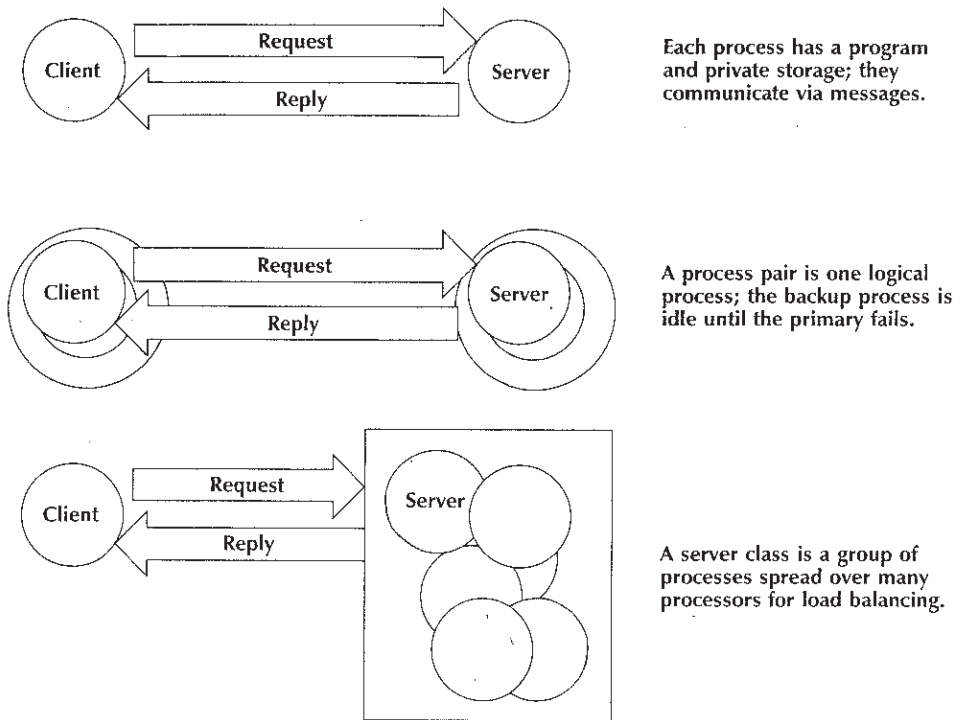 Client
Request
Reply
Server
Each process has a program
and private storage; they
communicate via messages.
Client
Request
Reply
Server
A process pair is one logical
process; the backup process is
idle until the primary fails.
Client
Request
Reply
Server
A server class is a group of
processes spread over many
processors for load balancing.